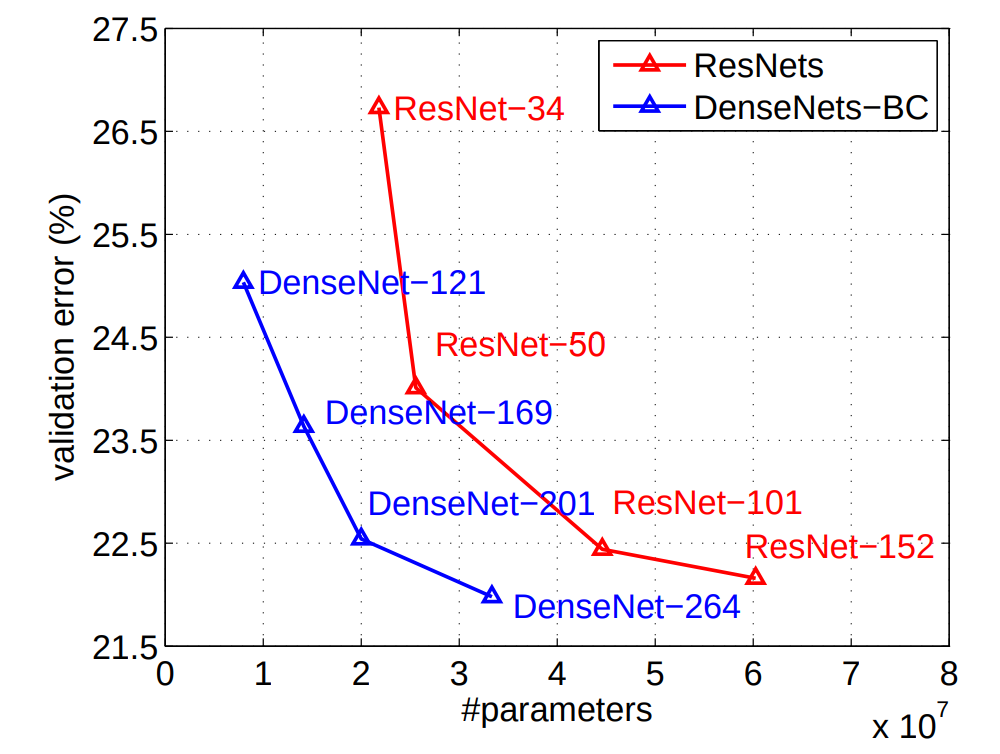 27.5
26.5
25.5
24.5
23.5
22.5
21.5
validation error (%)
ResNets
DenseNets−BC
ResNet−34
DenseNet−121
ResNet−50
DenseNet−169
DenseNet−201
ResNet−101
ResNet−152
DenseNet−264
0 1 2 3 4 5 6 7 8
#parameters
x 10⁷